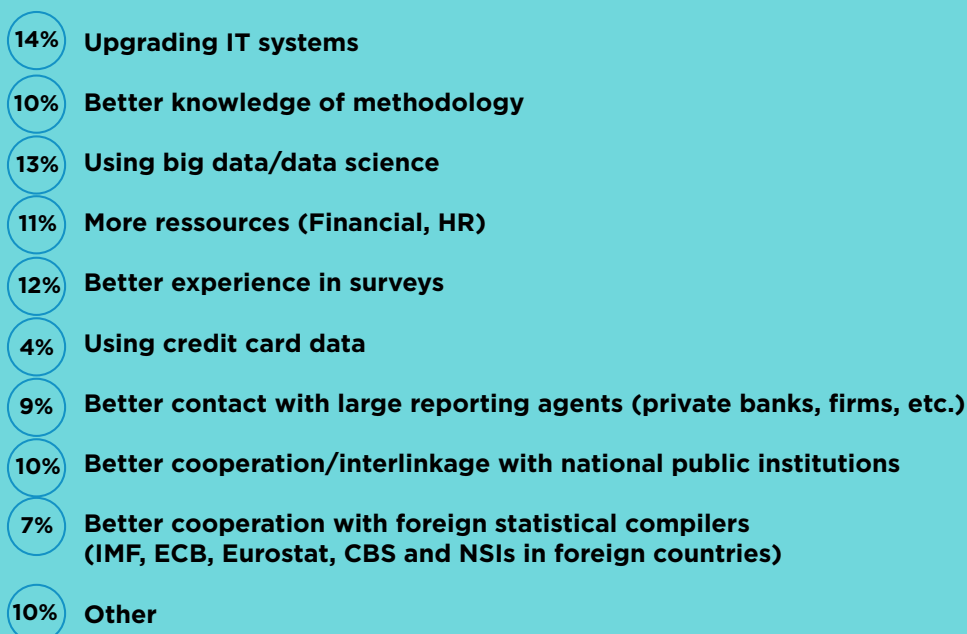 14% Upgrading IT systems
10% Better knowledge of methodology
13% Using big data/data science
11% More ressources (Financial, HR)
12% Better experience in surveys
4% Using credit card data
9% Better contact with large reporting agents (private banks, firms, etc.)
10% Better cooperation/interlinkage with national public institutions
7% Better cooperation with foreign statistical compilers
(IMF, ECB, Eurostat, CBS and NSIs in foreign countries)
10% Other